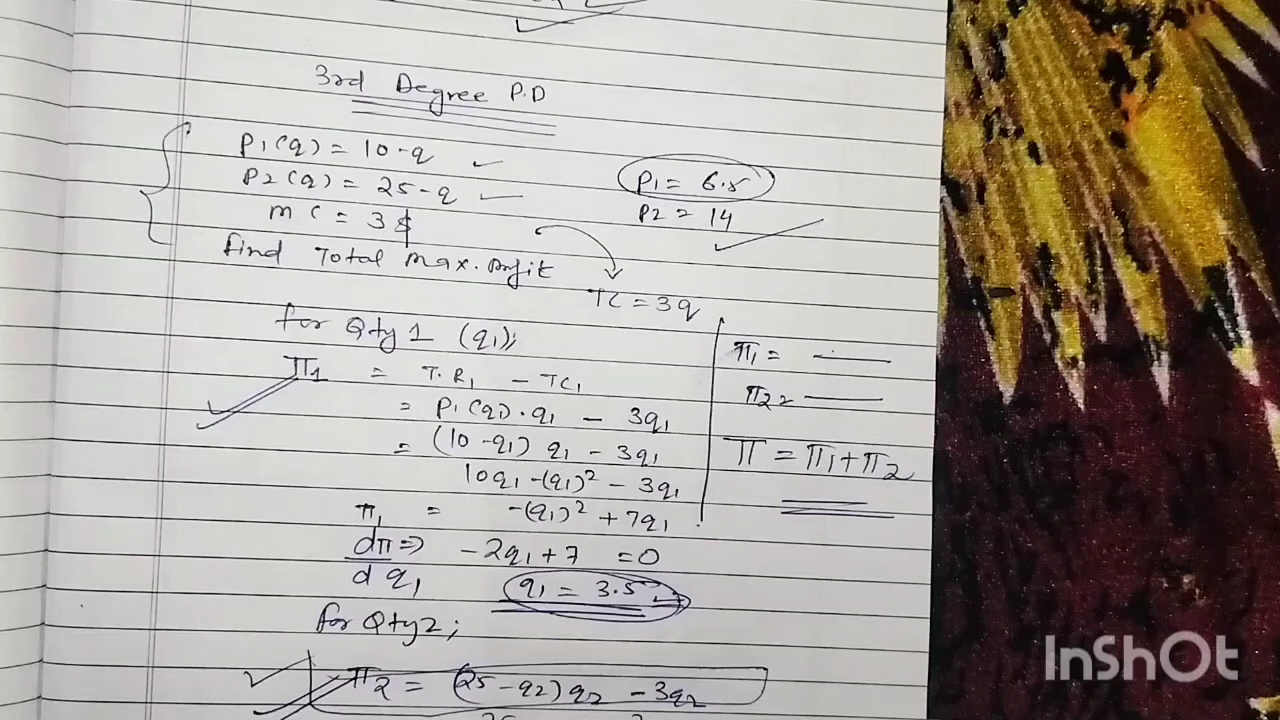 3rd Degree P.D
P1(q) = 10-q
P2(q) = 25-q
MC = 3$
find Total max. profit
P1 = 6.5
P2 = 14
TC = 3q
for Qty 1 (q1);
π1 = T.R1 - TC1
= P1(q1).q1 - 3q1
= (10-q1) q1 - 3q1
10q1 - (q1)² - 3q1
π1 = -(q1)² + 7q1
dπ ⇒ -2q1 + 7 = 0
dq1
q1 = 3.5
for Qty2;
π2 = (25-q2)q2 - 3q2
π1 =
π2 =
π = π1 + π2
InShOt